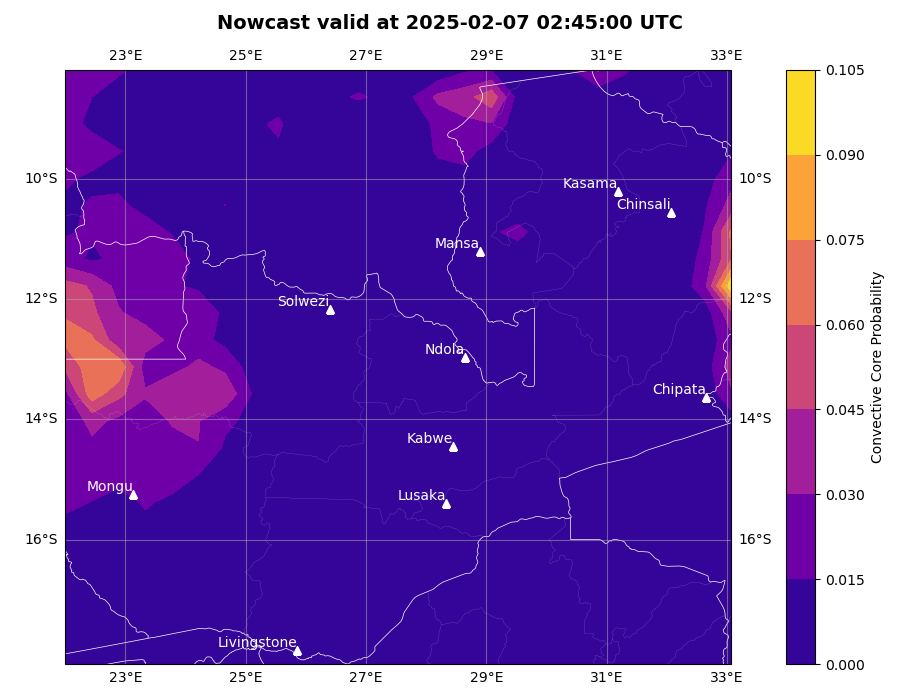 Nowcast valid at 2025-02-07 02:45:00 UTC
23°E 25°E 27°E 29°E 31°E 33°E
0.105
0.090
10°S 10°S
Kasama
Chinsali
0.075
Mansa
12°S 12°S
Solwezi
0.060
Ndola
Chipata
0.045
14°S 14°S
Kabwe
Mongu
Lusaka
0.030
16°S 16°S
0.015
Livingstone
0.000
23°E 25°E 27°E 29°E 31°E 33°E
Convective Core Probability